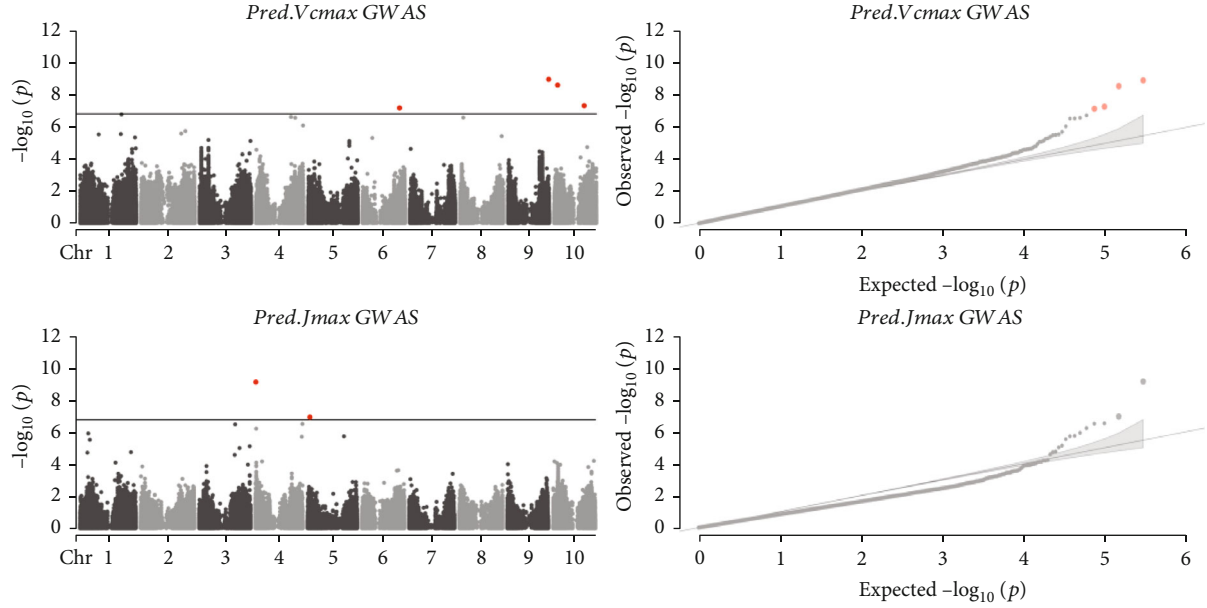 Pred.Vcmax GWAS
12
10
8
6
4
2
0
–log10 (p)
Chr 1 2 3 4 5 6 7 8 9 10
Pred.Vcmax GWAS
12
10
8
6
4
2
0
Observed –log10 (p)
0 1 2 3 4 5 6
Expected –log10 (p)
Pred.Jmax GWAS
12
10
8
6
4
2
0
–log10 (p)
Chr 1 2 3 4 5 6 7 8 9 10
Pred.Jmax GWAS
12
10
8
6
4
2
0
Observed –log10 (p)
0 1 2 3 4 5 6
Expected –log10 (p)